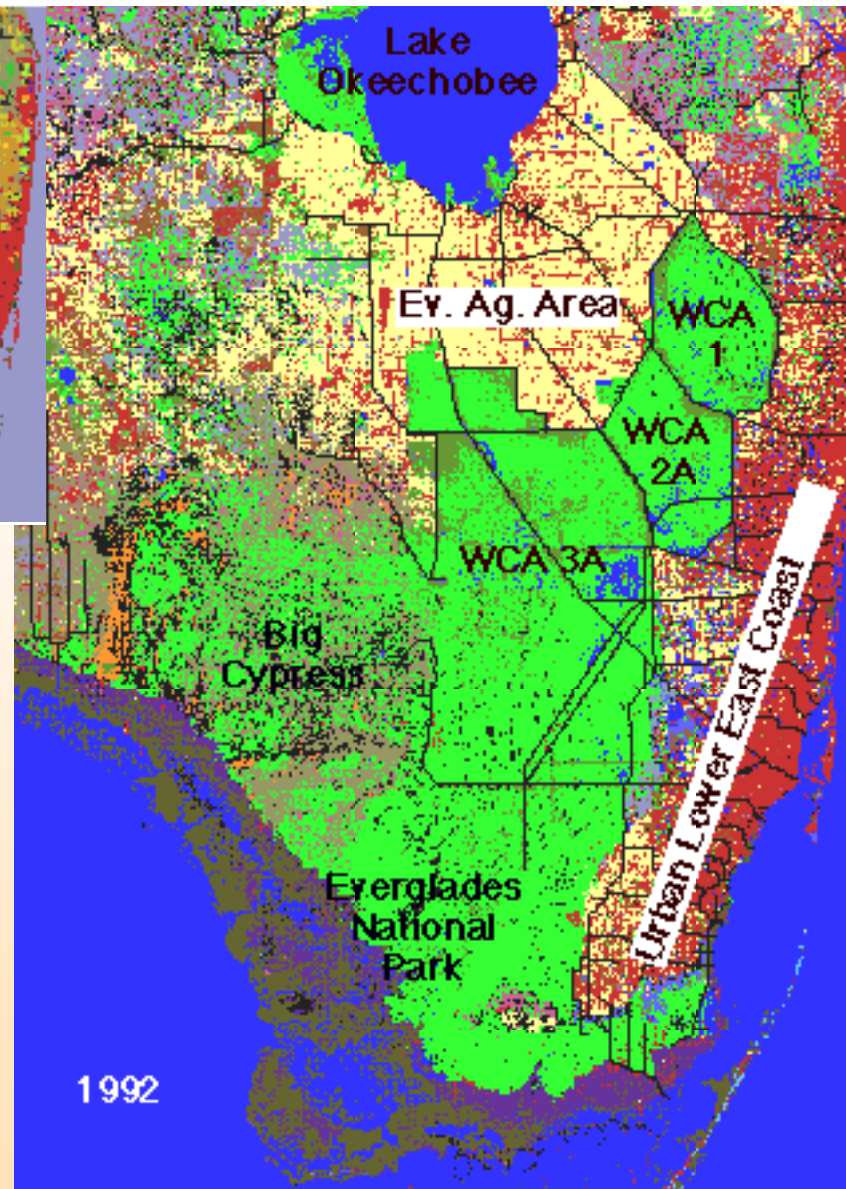 Lake
Okeechobee
Ev. Ag. Area
WCA
1
WCA
2A
WCA 3A
Big
Cypress
Urban Lower East Coast
Everglades
National
Park
1992